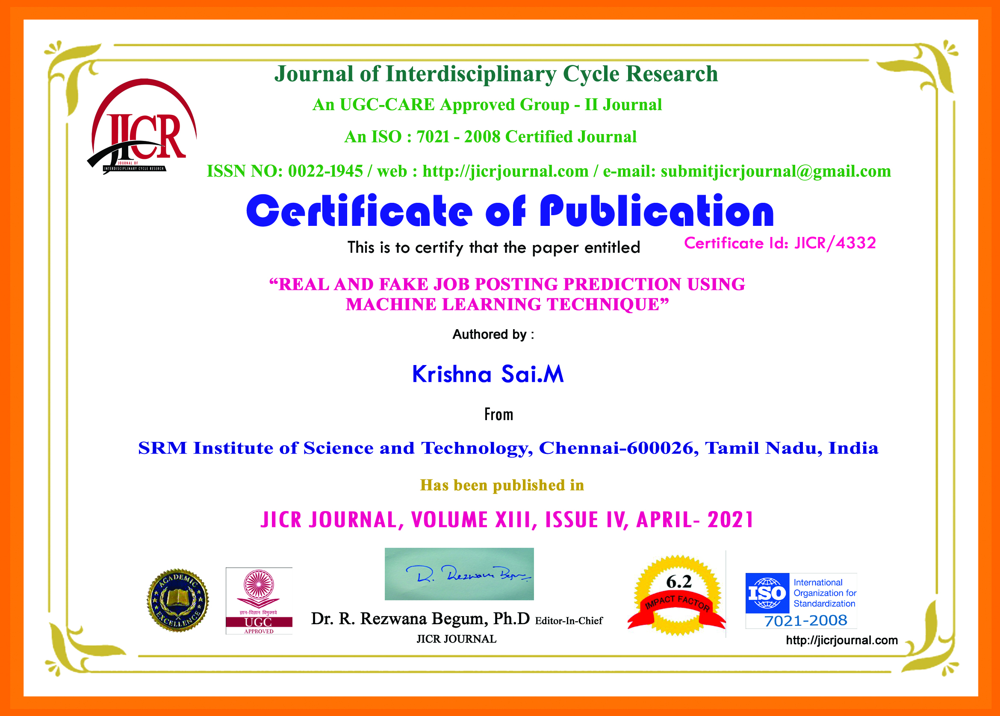 Journal of Interdisciplinary Cycle Research
An UGC-CARE Approved Group - II Journal
An ISO : 7021 - 2008 Certified Journal
JICR
JOURNAL OF
INTERDISCIPLINARY CYCLE RESERCH
ISSN NO: 0022-1945 / web : http://jicrjournal.com / e-mail: submitjicrjournal@gmail.com
Certificate of Publication
This is to certify that the paper entitled
Certificate Id: JICR/4332
“REAL AND FAKE JOB POSTING PREDICTION USING
MACHINE LEARNING TECHNIQUE”
Authored by :
Krishna Sai.M
From
SRM Institute of Science and Technology, Chennai-600026, Tamil Nadu, India
Has been published in
JICR JOURNAL, VOLUME XIII, ISSUE IV, APRIL- 2021
ACADEMIC
EXCELLENCE
ज्ञान-विज्ञान विमुक्तये
UGC
APPROVED
R. Rezwana Begum
Dr. R. Rezwana Begum, Ph.D Editor-In-Chief
JICR JOURNAL
6.2
IMPACT FACTOR
ISO
International
Organization for
Standardization
7021-2008
http://jicrjournal.com